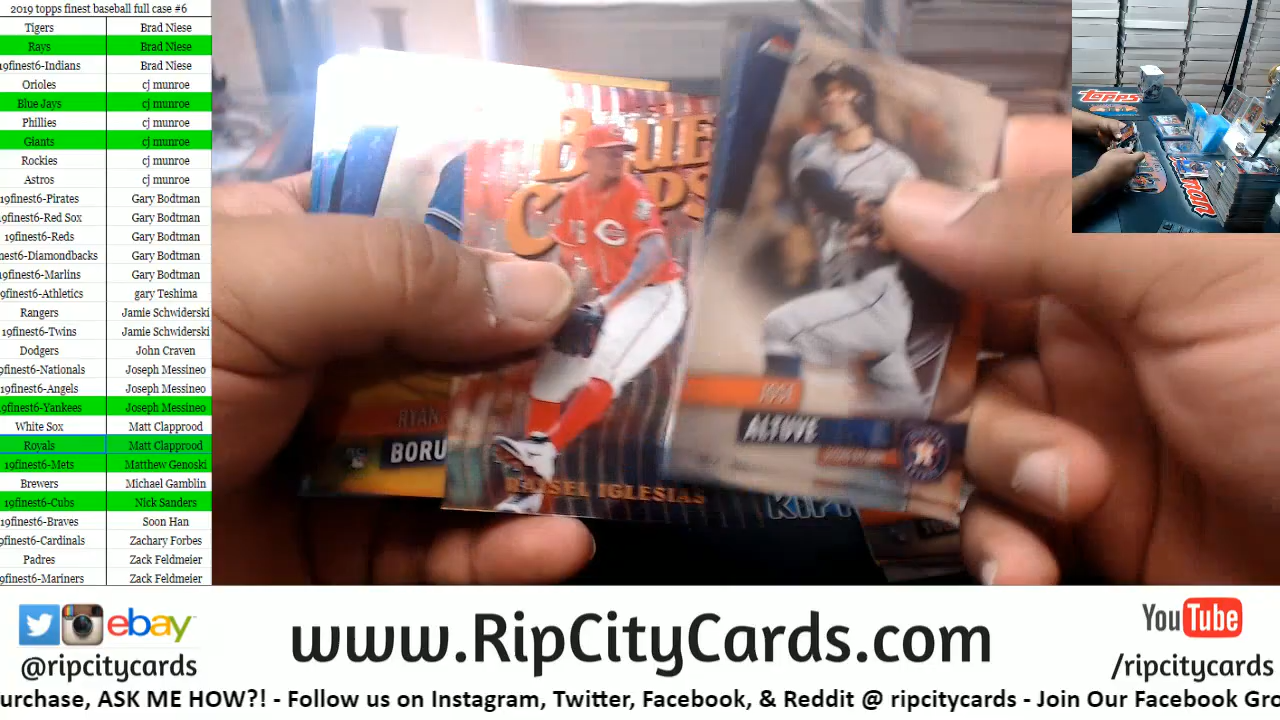 2019 topps finest baseball full case #6
Tigers Brad Niese
Rays Brad Niese
19finest6-Indians Brad Niese
Orioles cj munroe
Blue Jays cj munroe
Phillies cj munroe
Giants cj munroe
Rockies cj munroe
Astros cj munroe
19finest6-Pirates Gary Bodtman
19finest6-Red Sox Gary Bodtman
19finest6-Reds Gary Bodtman
nest6-Diamondbacks Gary Bodtman
19finest6-Marlins Gary Bodtman
9finest6-Athletics gary Teshima
Rangers Jamie Schwiderski
19finest6-Twins Jamie Schwiderski
Dodgers John Craven
9finest6-Nationals Joseph Messineo
19finest6-Angels Joseph Messineo
9finest6-Yankees Joseph Messineo
White Sox Matt Clapprood
Royals Matt Clapprood
19finest6-Mets Matthew Genoski
Brewers Michael Gamblin
19finest6-Cubs Nick Sanders
19finest6-Braves Soon Han
9finest6-Cardinals Zachary Forbes
Padres Zack Feldmeier
9finest6-Mariners Zack Feldmeier
BLUE
CHIPS
RAISEL IGLESIAS
RYAN
BORU
JOSE
ALTUVE
TOPPS
ebay
@ripcitycards
www.RipCityCards.com
YouTube
/ripcitycards
urchase, ASK ME HOW?! - Follow us on Instagram, Twitter, Facebook, & Reddit @ ripcitycards - Join Our Facebook Gro